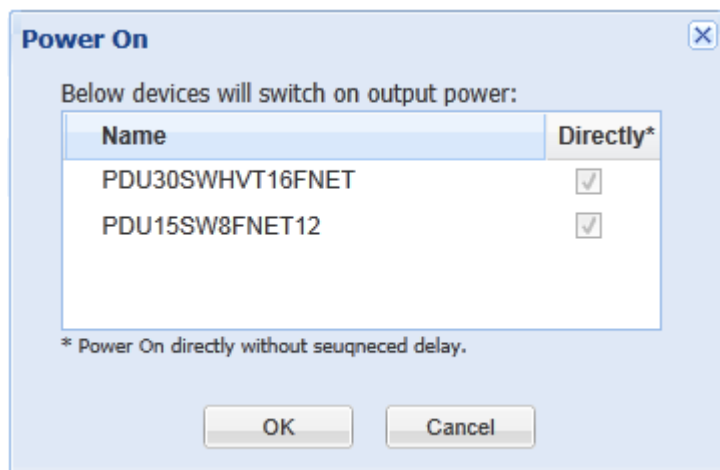 Power On
Below devices will switch on output power:
Name Directly*
PDU30SWHVT16FNET
PDU15SW8FNET12
* Power On directly without seuqneced delay.
OK Cancel